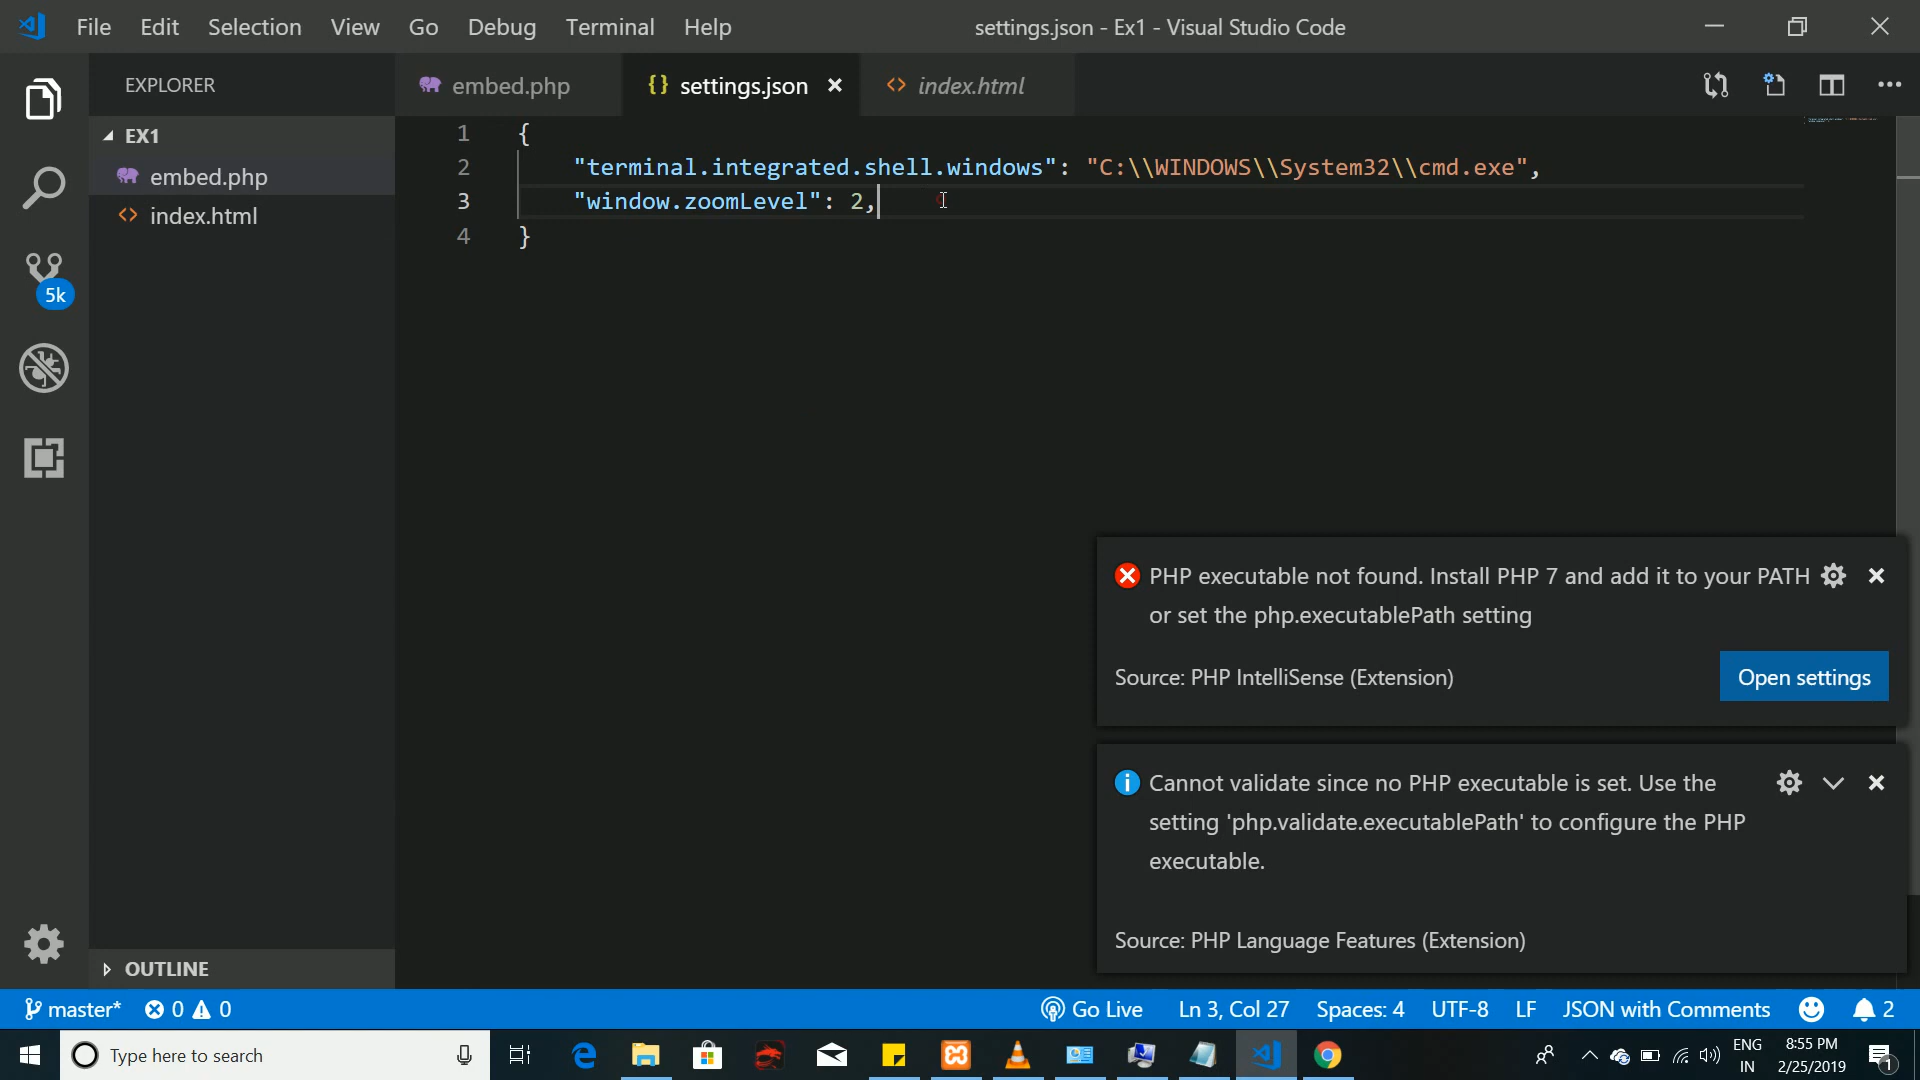 File Edit Selection View Go Debug Terminal Help
settings.json - Ex1 - Visual Studio Code
EXPLORER
EX1
embed.php
index.html
5k
OUTLINE
embed.php
{} settings.json
<> index.html
1 {
2 "terminal.integrated.shell.windows": "C:\\WINDOWS\\System32\\cmd.exe",
3 "window.zoomLevel": 2,
4 }
PHP executable not found. Install PHP 7 and add it to your PATH
or set the php.executablePath setting
Source: PHP IntelliSense (Extension)
Open settings
Cannot validate since no PHP executable is set. Use the
setting 'php.validate.executablePath' to configure the PHP
executable.
Source: PHP Language Features (Extension)
master* 0 0
Go Live Ln 3, Col 27 Spaces: 4 UTF-8 LF JSON with Comments 2
Type here to search
ENG
IN
8:55 PM
2/25/2019
1